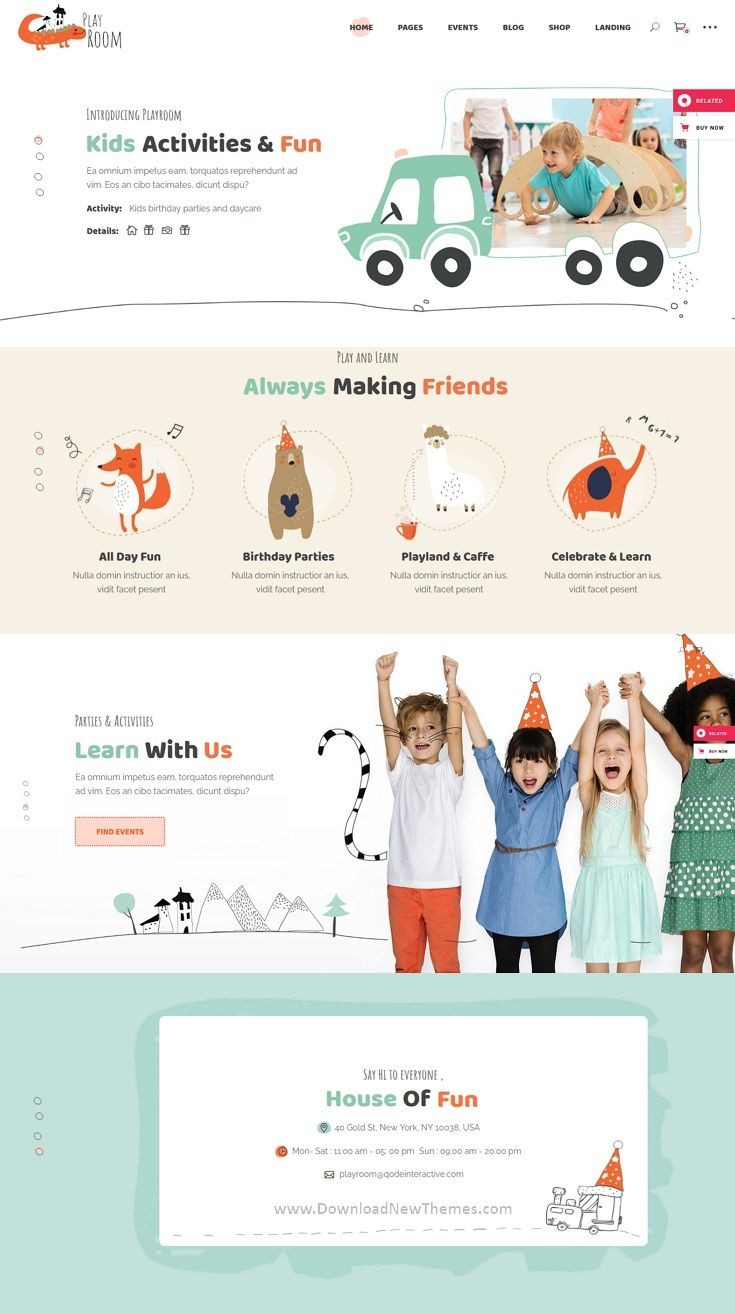 PLAY
ROOM
HOME PAGES EVENTS BLOG SHOP LANDING
RELATED
BUY NOW
INTRODUCING PLAYROOM
Kids Activities & Fun
Ea omnium impetus eam, torquatos reprehendunt ad
vim. Eos an cibo tacimates, dicunt dispu?
Activity: Kids birthday parties and daycare
Details:
PLAY AND LEARN
Always Making Friends
6+7=7
All Day Fun
Nulla domin instructior an ius,
vidit facet pesent
Birthday Parties
Nulla domin instructior an ius,
vidit facet pesent
Playland & Caffe
Nulla domin instructior an ius,
vidit facet pesent
Celebrate & Learn
Nulla domin instructior an ius,
vidit facet pesent
PARTIES & ACTIVITIES
Learn With Us
Ea omnium impetus eam, torquatos reprehendunt
ad vim. Eos an cibo tacimates, dicunt dispu?
FIND EVENTS
RELATED
BUY NOW
SAY HI TO EVERYONE ,
House Of Fun
40 Gold St, New York, NY 10038, USA
Mon- Sat : 11:00 am - 05: 00 pm Sun : 09:00 am - 20:00 pm
playroom@qodeinteractive.com
www.DownloadNewThemes.com